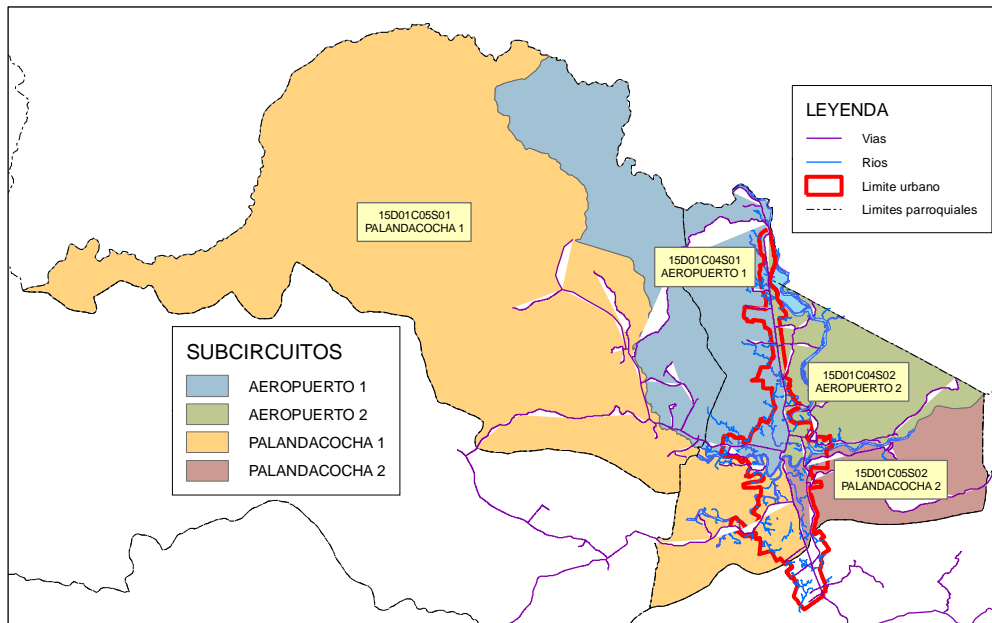 LEYENDA
Vias
Rios
Limite urbano
Limites parroquiales
15D01C05S01
PALANDACOCHA 1
15D01C04S01
AEROPUERTO 1
15D01C04S02
AEROPUERTO 2
15D01C05S02
PALANDACOCHA 2
SUBCIRCUITOS
AEROPUERTO 1
AEROPUERTO 2
PALANDACOCHA 1
PALANDACOCHA 2